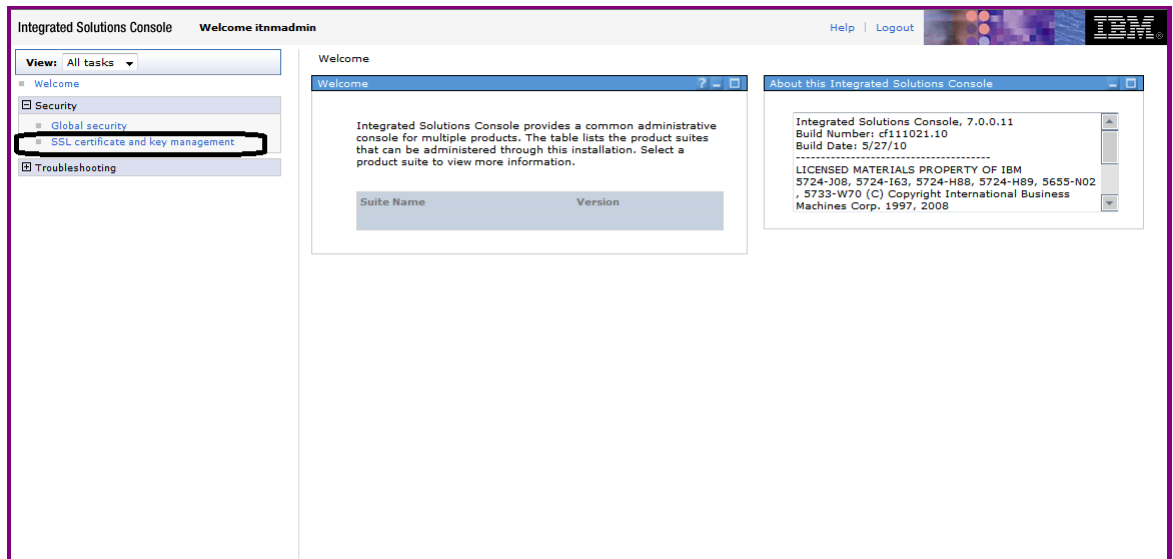 Integrated Solutions Console Welcome itnmadmin Help | Logout IBM®
View: All tasks
Welcome
Security
Global security
SSL certificate and key management
Troubleshooting
Welcome
Welcome
Integrated Solutions Console provides a common administrative
console for multiple products. The table lists the product suites
that can be administered through this installation. Select a
product suite to view more information.
Suite Name Version
About this Integrated Solutions Console
Integrated Solutions Console, 7.0.0.11
Build Number: cf111021.10
Build Date: 5/27/10
----------------------------------------
LICENSED MATERIALS PROPERTY OF IBM
5724-J08, 5724-I63, 5724-H88, 5724-H89, 5655-N02
, 5733-W70 (C) Copyright International Business
Machines Corp. 1997, 2008